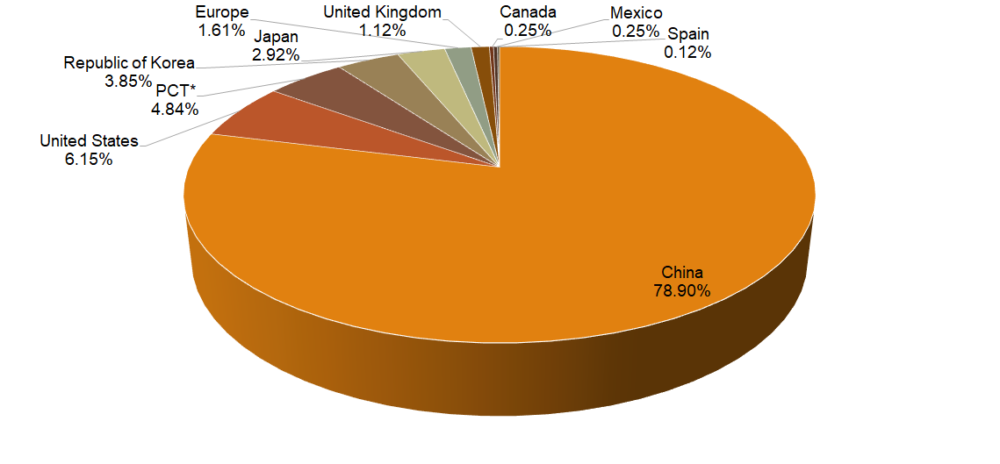 Europe
1.61%
United Kingdom
1.12%
Canada
0.25%
Mexico
0.25%
Spain
0.12%
Japan
2.92%
Republic of Korea
3.85%
PCT*
4.84%
United States
6.15%
China
78.90%